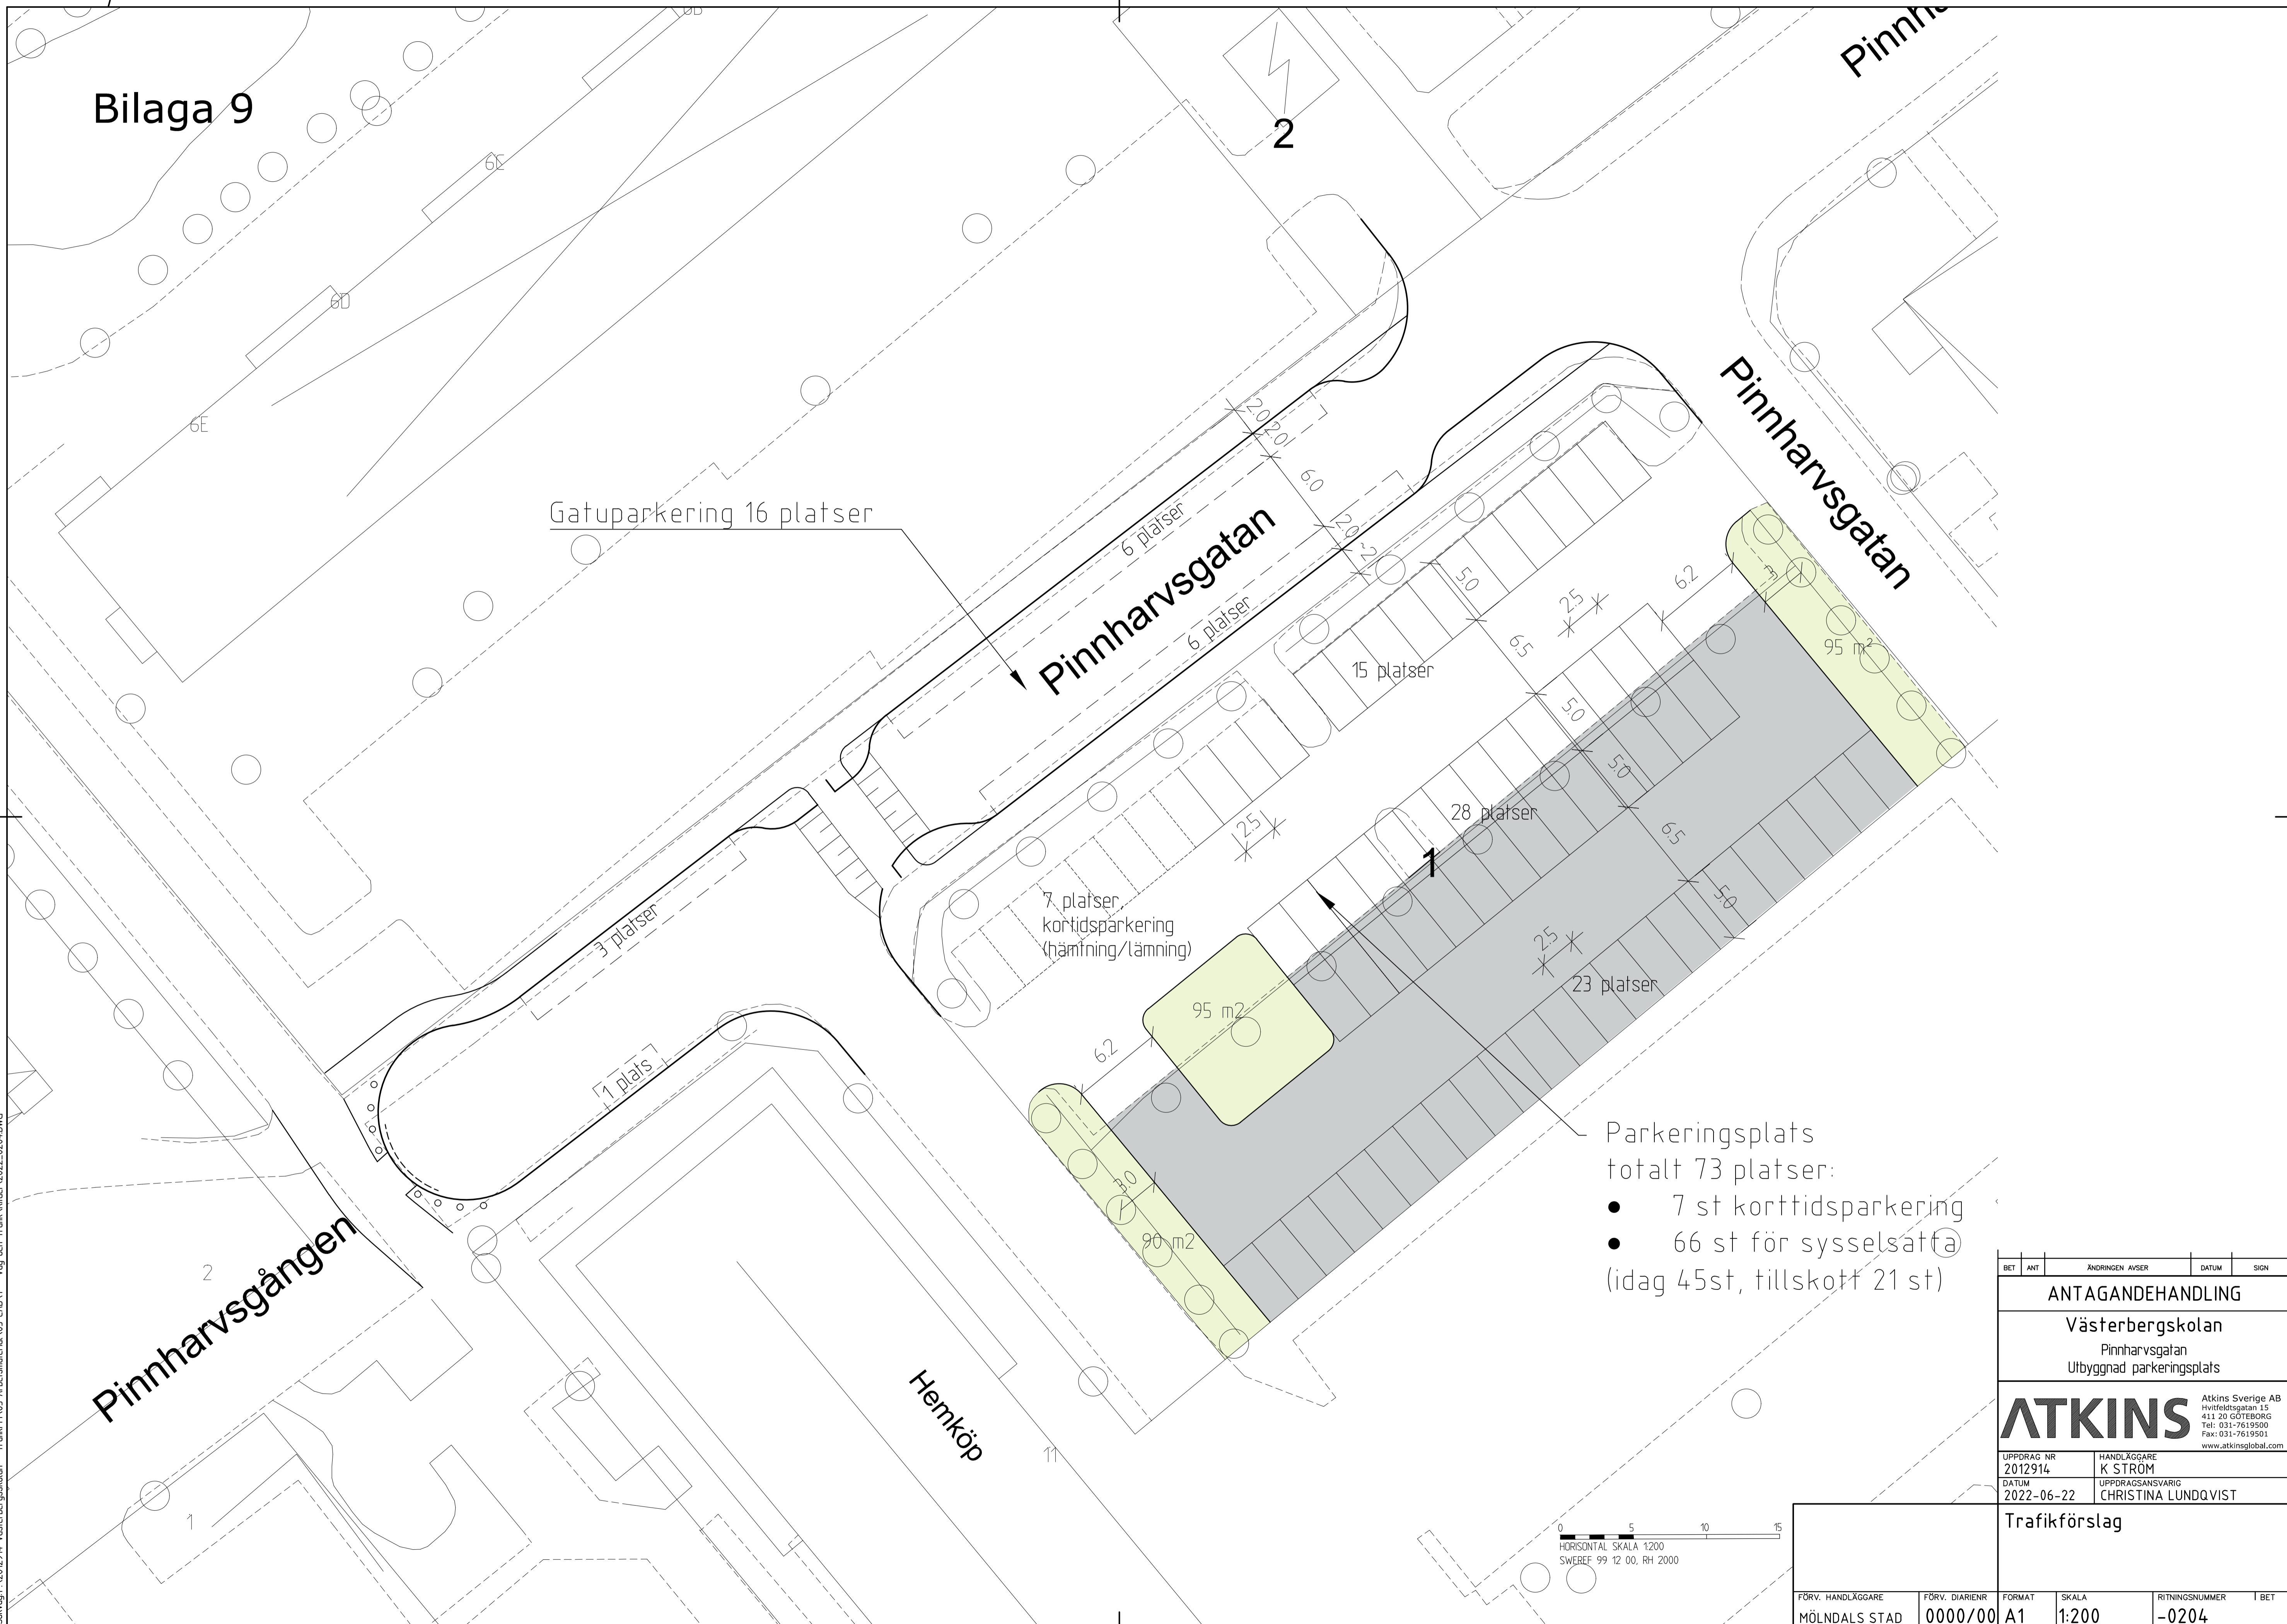 Bilaga 9
6D
6E
6D
6E
2
Pinnharvsgatan
Gatuparkering 16 platser
6 platser
Pinnharvsgatan
6 platser
2.0
2.0
6.0
2.0
5.0
2.5
6.2
3
95 m²
6.5
15 platser
5.0
5.0
28 platser
1
6.5
5.0
2.5
2.5
23 platser
7 platser,
kortidsparkering
(hämtning/lämning)
3 platser
1 plats
95 m2
6.2
3.0
90 m2
Parkeringsplats
totalt 73 platser:
● 7 st korttidsparkering
● 66 st för sysselsatta
(idag 45st, tillskott 21 st)
Pinnharvsgången
2
1
Hemköp
11
0 5 10 15
HORISONTAL SKALA 1:200
SWEREF 99 12 00, RH 2000
BET ANT ÄNDRINGEN AVSER DATUM SIGN
ANTAGANDEHANDLING
Västerbergskolan
Pinnharvsgatan
Utbyggnad parkeringsplats
ATKINS
Atkins Sverige AB
Hvitfeldtsgatan 15
411 20 GÖTEBORG
Tel: 031-7619500
Fax: 031-7619501
www.atkinsglobal.com
UPPDRAG NR HANDLÄGGARE
2012914 K STRÖM
DATUM UPPDRAGSANSVARIG
2022-06-22 CHRISTINA LUNDQVIST
Trafikförslag
FÖRV. HANDLÄGGARE FÖRV. DIARIENR FORMAT SKALA RITNINGSNUMMER BET
MÖLNDALS STAD 0000/00 A1 1:200 -0204